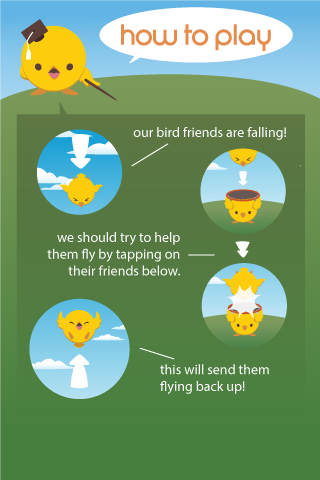 how to play
our bird friends are falling!
we should try to help
them fly by tapping on
their friends below.
this will send them
flying back up!